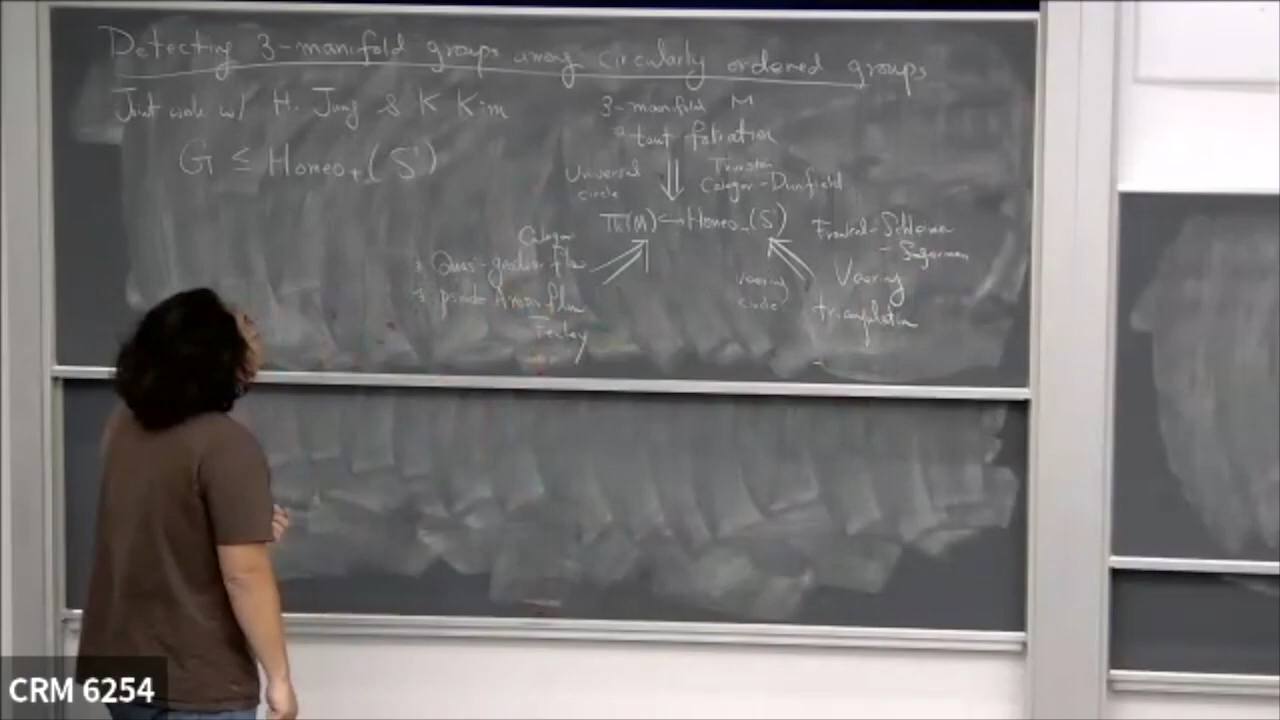 Detecting 3-manifold groups among circularly ordered groups
Joint work w/ H. Jung & K Kim
G ≤ Homeo₊(S¹)
3-manifold M
taut foliation
Universal circle
Thurston
Calegari-Dunfield
π₁(M) ↪ Homeo₊(S¹)
Calegari
Quasi-geodesic flow
pseudo Anosov flow
Fenley
Veering circle
Frankel-Schleimer
-Segerman
Veering
triangulation
CRM 6254